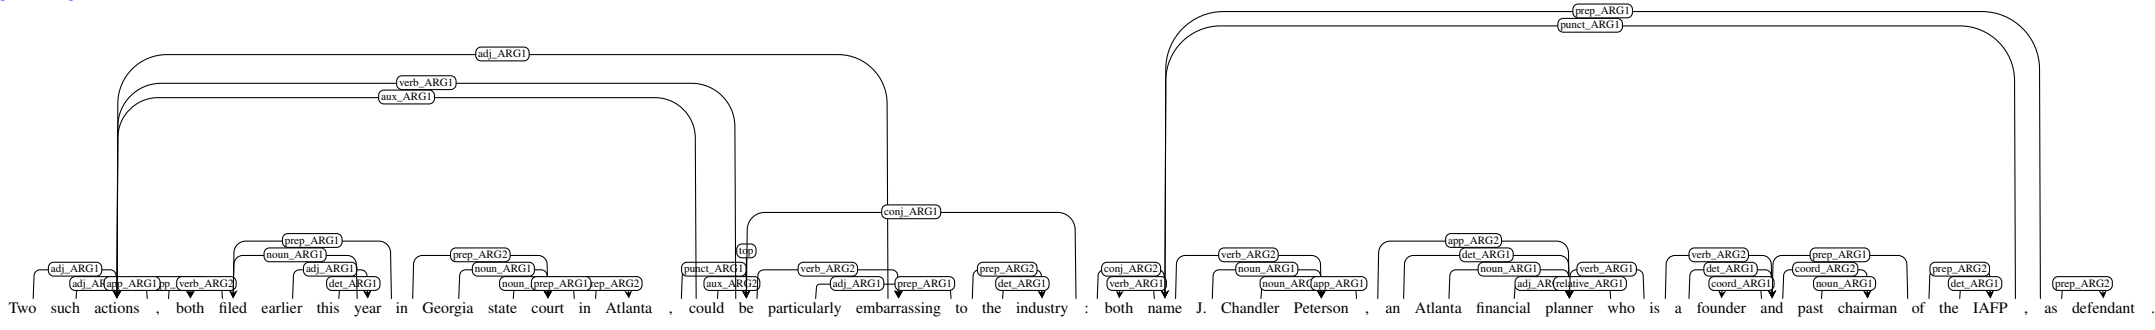 prep_ARG1
punct_ARG1
adj_ARG1
verb_ARG1
aux_ARG1
conj_ARG1
prep_ARG1 prep_ARG2 top app_ARG2
noun_ARG1 verb_ARG2 det_ARG1 verb_ARG2 prep_ARG1
adj_ARG1 adj_ARG1 noun_ARG1 punct_ARG1 verb_ARG2 prep_ARG2 conj_ARG2 noun_ARG1 noun_ARG1 verb_ARG1 det_ARG1 coord_ARG2 prep_ARG2
app_ARG1 verb_ARG2 det_ARG1 prep_ARG1 aux_ARG2 adj_ARG1 prep_ARG1 det_ARG1 verb_ARG1 app_ARG1 relative_ARG1 coord_ARG1 noun_ARG1 det_ARG1 prep_ARG2
Two such actions , both filed earlier this year in Georgia state court in Atlanta , could be particularly embarrassing to the industry : both name J. Chandler Peterson , an Atlanta financial planner who is a founder and past chairman of the IAFP , as defendant